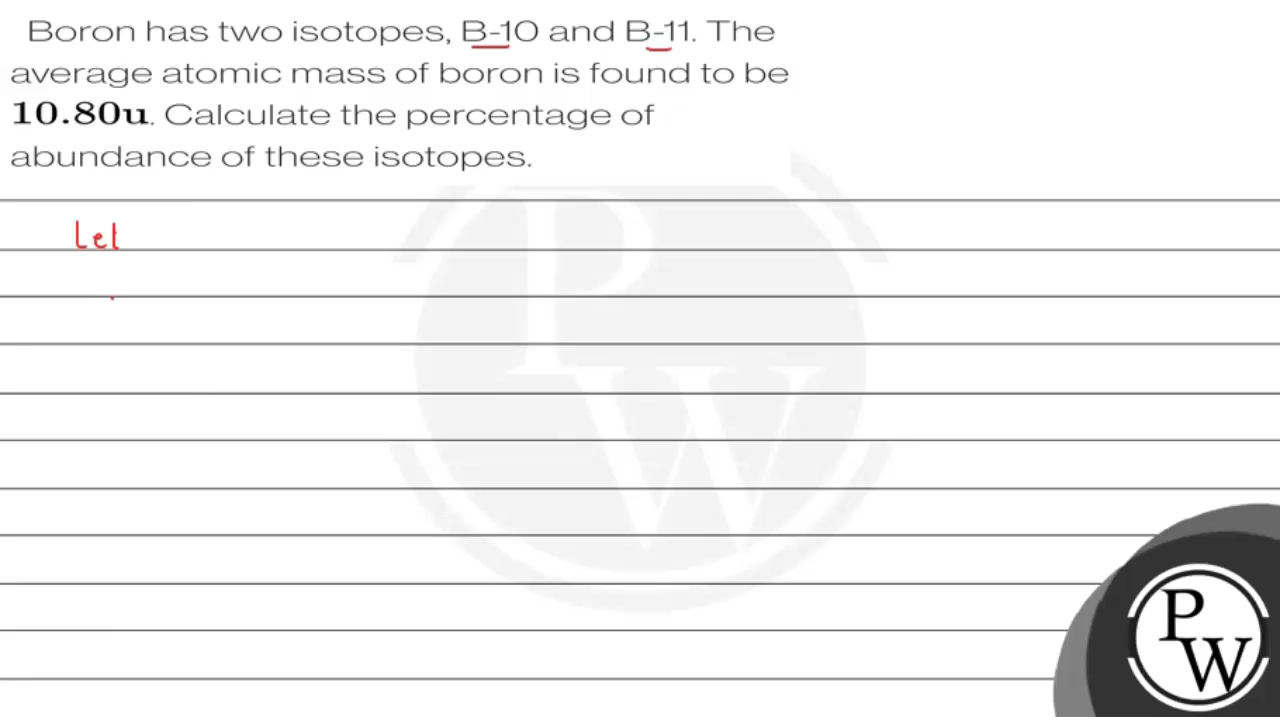 Boron has two isotopes, B-10 and B-11. The
average atomic mass of boron is found to be
10.80u. Calculate the percentage of
abundance of these isotopes.
Let
P
W
P
W